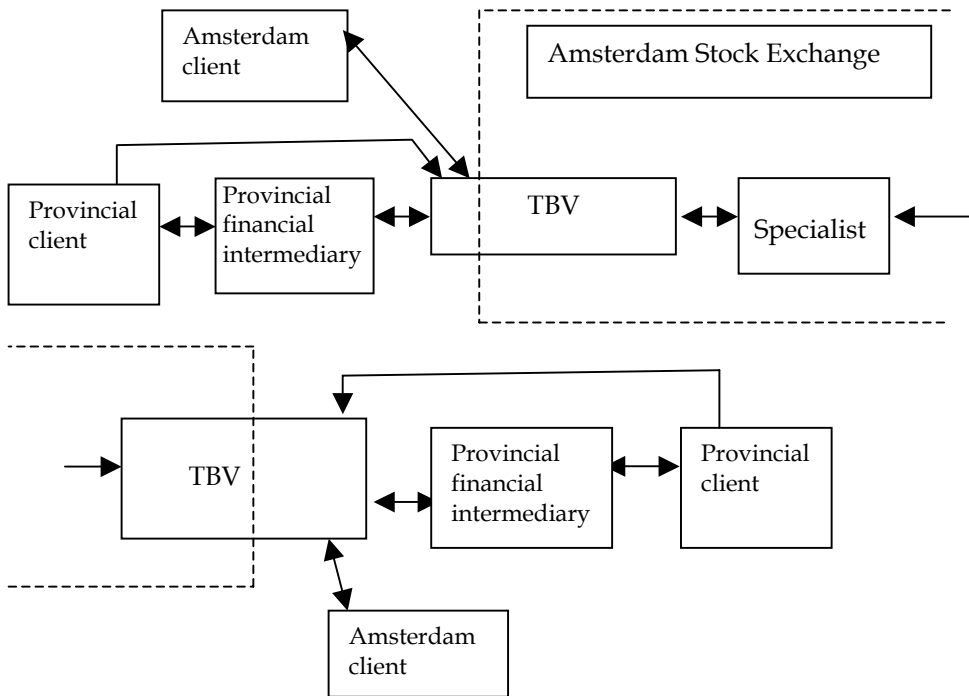 Amsterdam
client
Amsterdam Stock Exchange
Provincial
client
Provincial
financial
intermediary
TBV
Specialist
TBV
Provincial
financial
intermediary
Provincial
client
Amsterdam
client